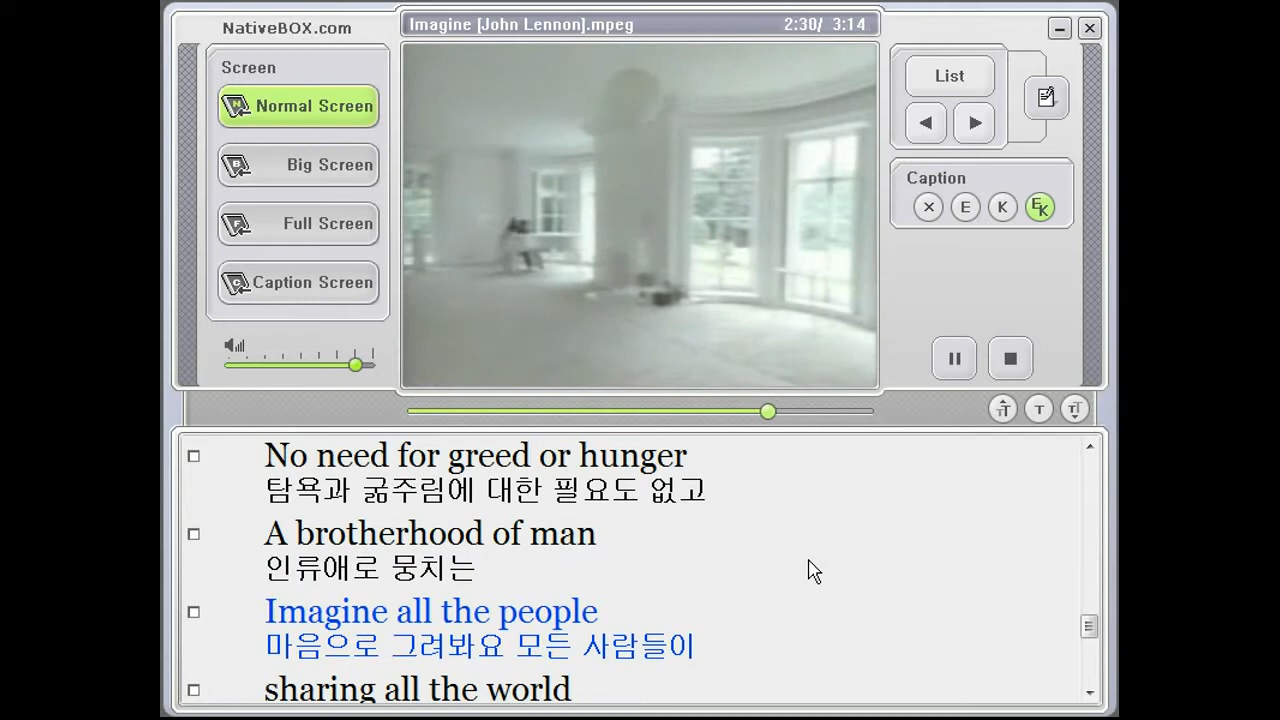 NativeBOX.com
Imagine [John Lennon].mpeg 2:30/ 3:14
Screen
Normal Screen
Big Screen
Full Screen
Caption Screen
List
Caption
E K EK
T T T
No need for greed or hunger
탐욕과 굶주림에 대한 필요도 없고
A brotherhood of man
인류애로 뭉치는
Imagine all the people
마음으로 그려봐요 모든 사람들이
sharing all the world